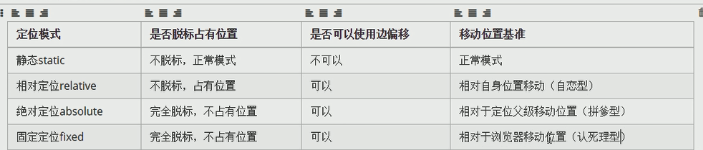 定位模式 是否脱标占有位置 是否可以使用边偏移 移动位置基准
静态static 不脱标，正常模式 不可以 正常模式
相对定位relative 不脱标，占有位置 可以 相对自身位置移动（自恋型）
绝对定位absolute 完全脱标，不占有位置 可以 相对于定位父级移动位置（拼爹型）
固定定位fixed 完全脱标，不占有位置 可以 相对于浏览器移动位置（认死理型）